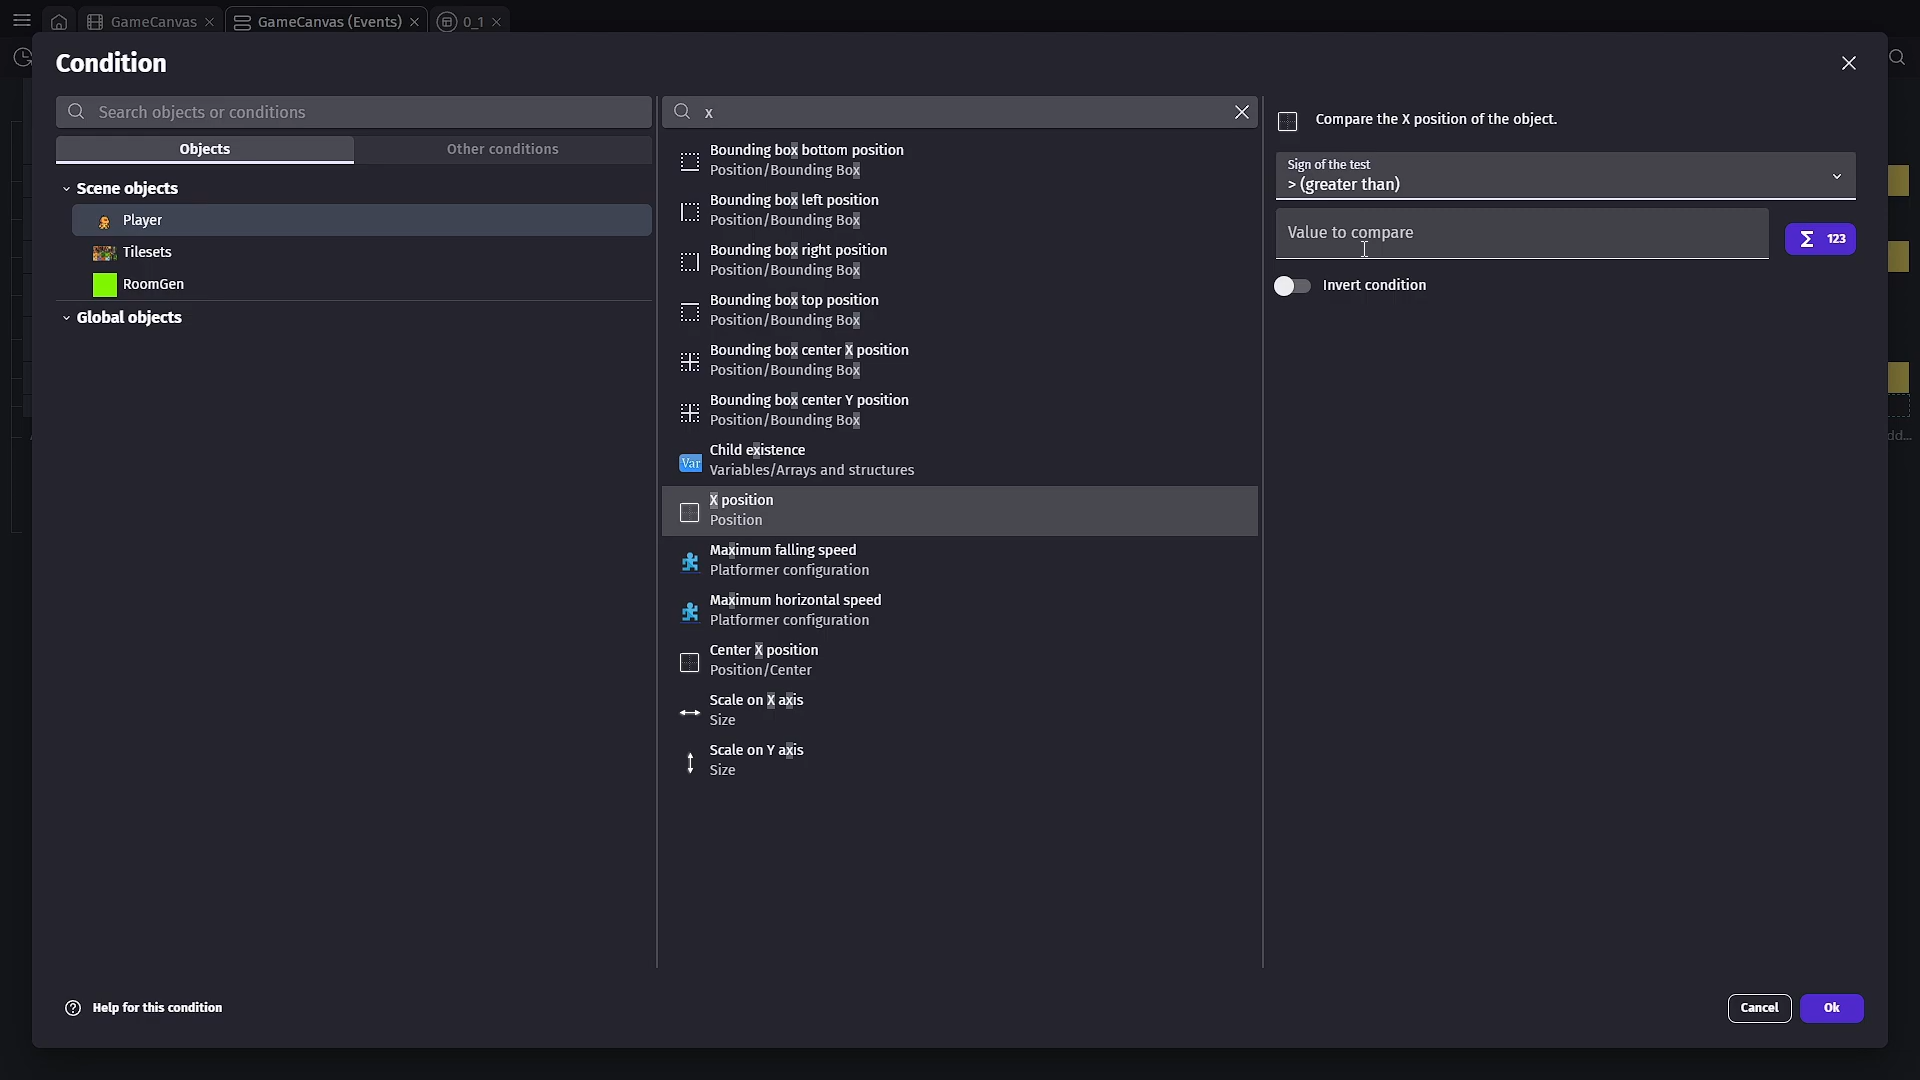 GameCanvas
GameCanvas (Events)
0_1
Condition
Search objects or conditions
Objects
Other conditions
Scene objects
Player
Tilesets
RoomGen
Global objects
x
Bounding box bottom position
Position/Bounding Box
Bounding box left position
Position/Bounding Box
Bounding box right position
Position/Bounding Box
Bounding box top position
Position/Bounding Box
Bounding box center X position
Position/Bounding Box
Bounding box center Y position
Position/Bounding Box
Var
Child existence
Variables/Arrays and structures
X position
Position
Maximum falling speed
Platformer configuration
Maximum horizontal speed
Platformer configuration
Center X position
Position/Center
Scale on X axis
Size
Scale on Y axis
Size
Compare the X position of the object.
Sign of the test
> (greater than)
Value to compare
Σ 123
Invert condition
Help for this condition
Cancel
Ok